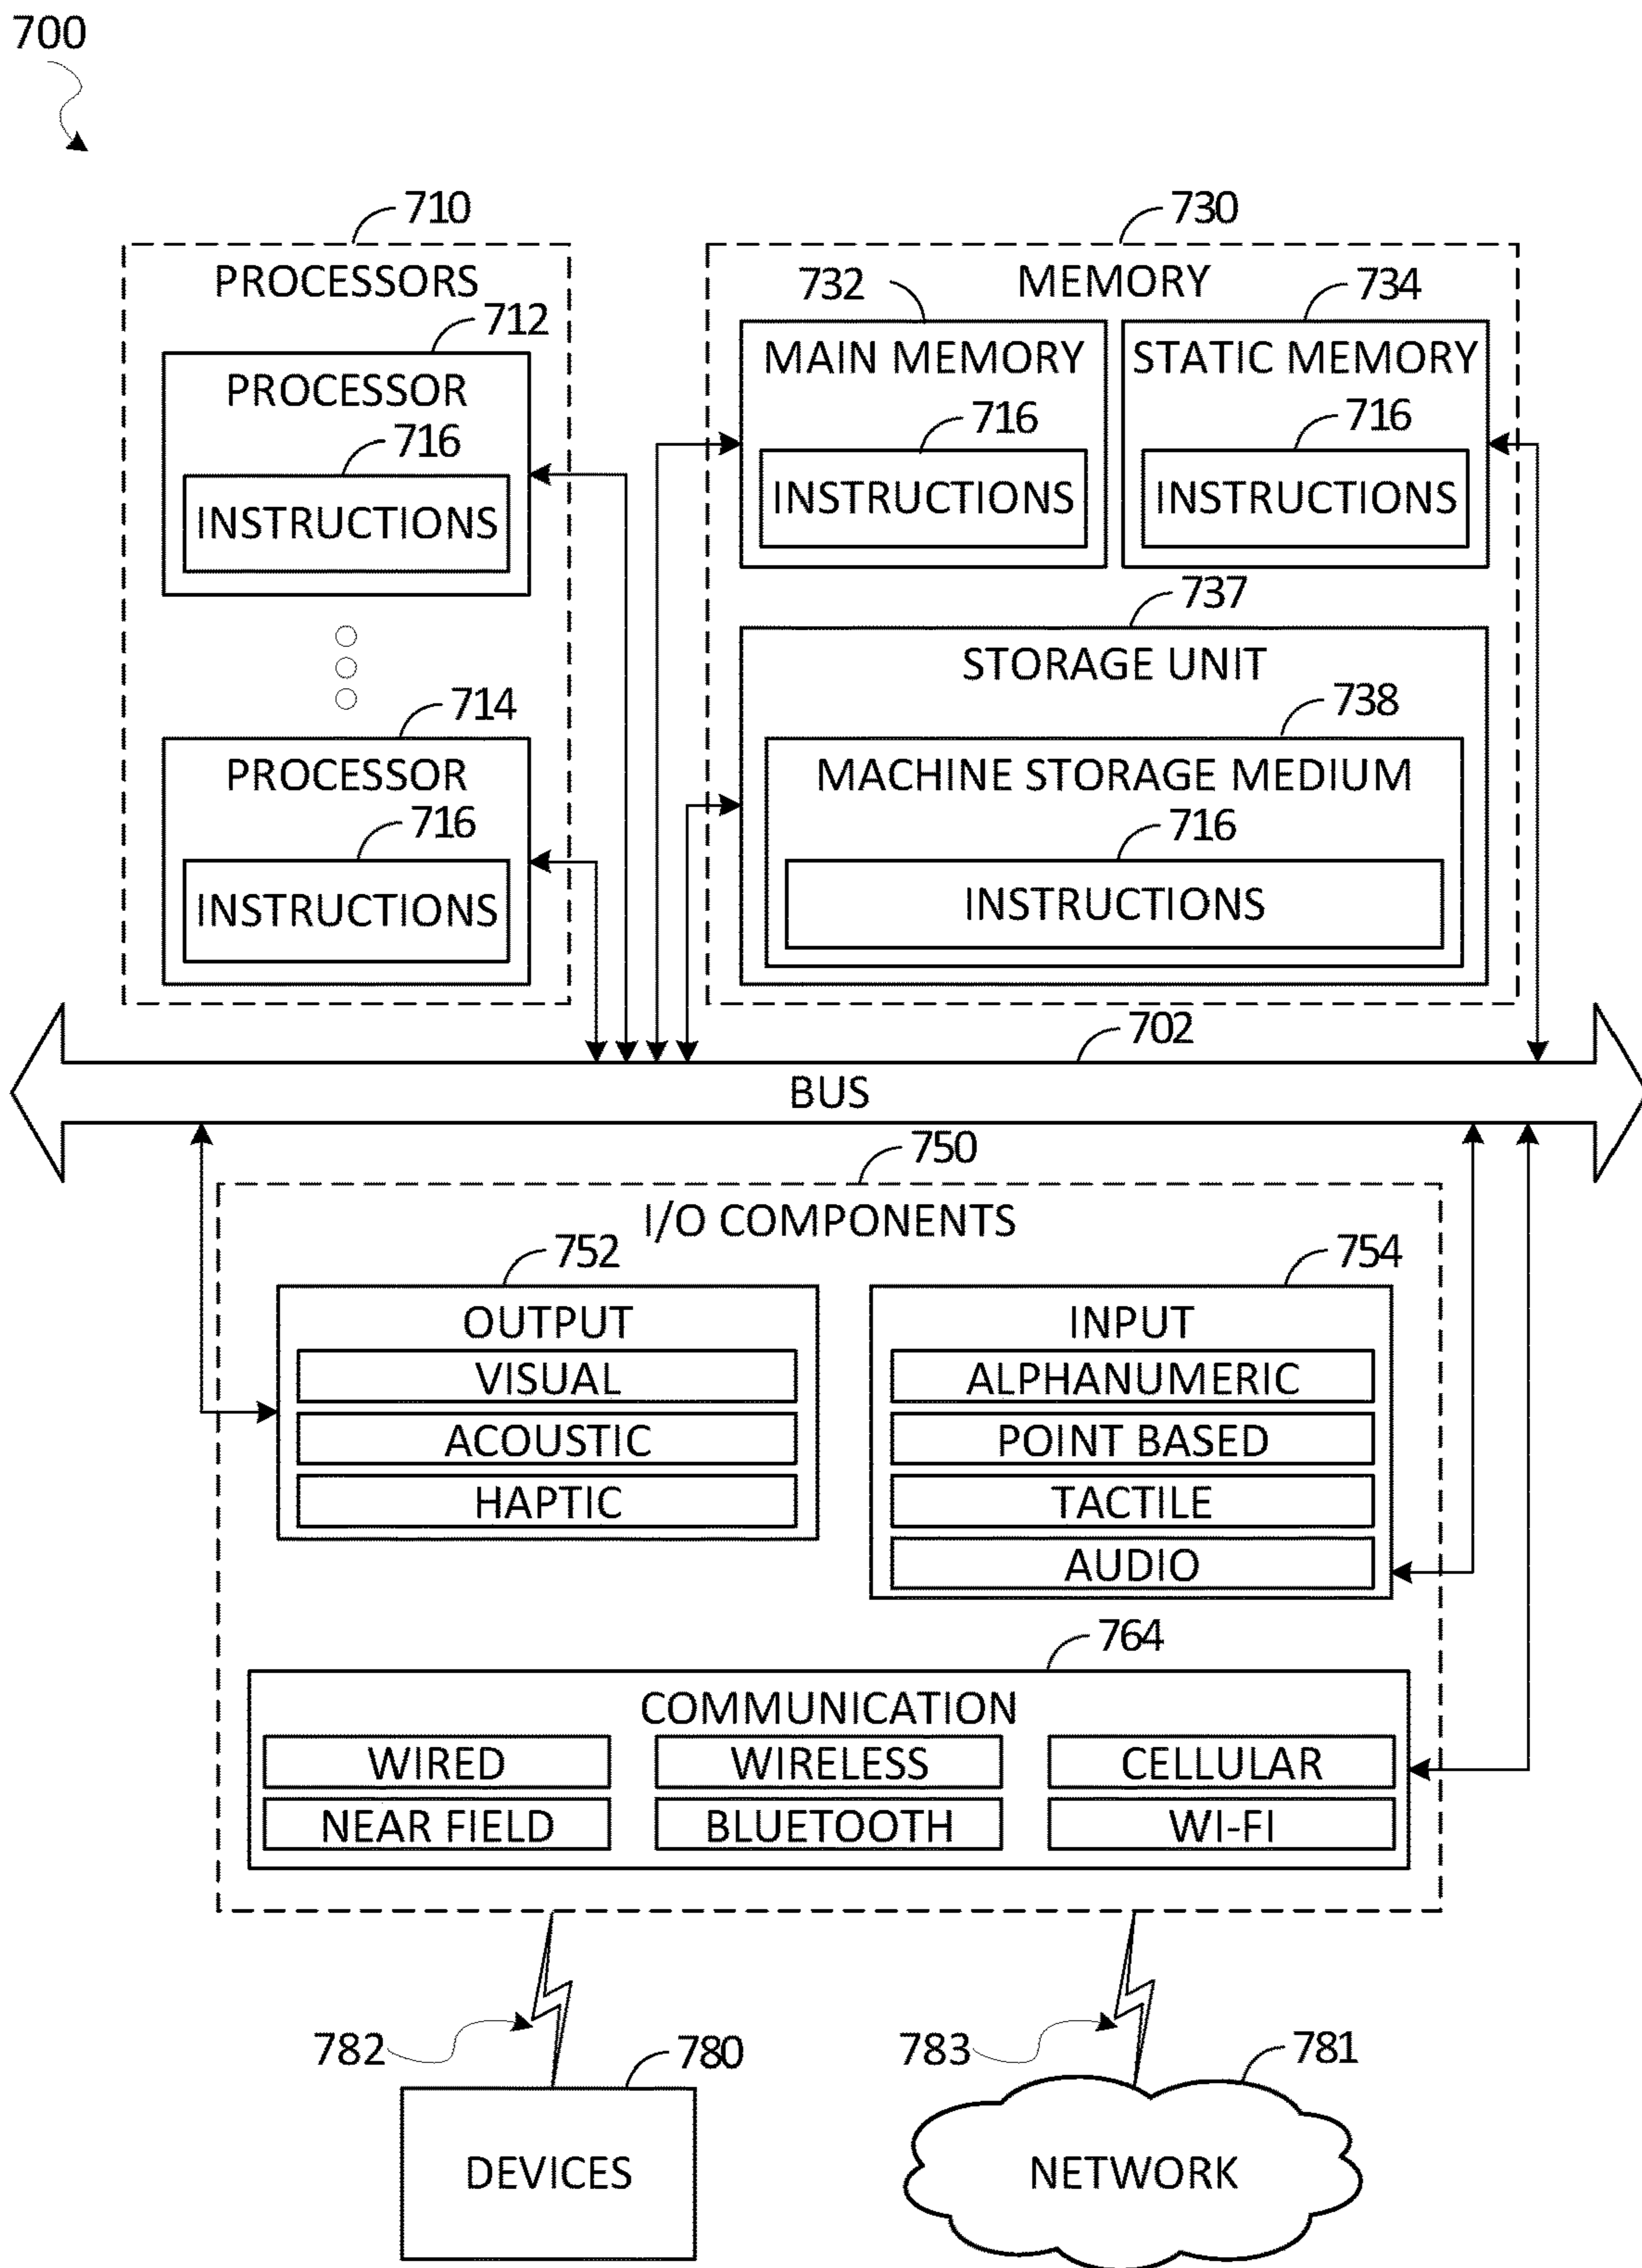 700
710
PROCESSORS
712
PROCESSOR
716
INSTRUCTIONS
714
PROCESSOR
716
INSTRUCTIONS
730
MEMORY
732
MAIN MEMORY
716
INSTRUCTIONS
734
STATIC MEMORY
716
INSTRUCTIONS
737
STORAGE UNIT
738
MACHINE STORAGE MEDIUM
716
INSTRUCTIONS
702
BUS
750
I/O COMPONENTS
752
OUTPUT
VISUAL
ACOUSTIC
HAPTIC
754
INPUT
ALPHANUMERIC
POINT BASED
TACTILE
AUDIO
764
COMMUNICATION
WIRED
WIRELESS
CELLULAR
NEAR FIELD
BLUETOOTH
WI-FI
782
780
DEVICES
783
781
NETWORK